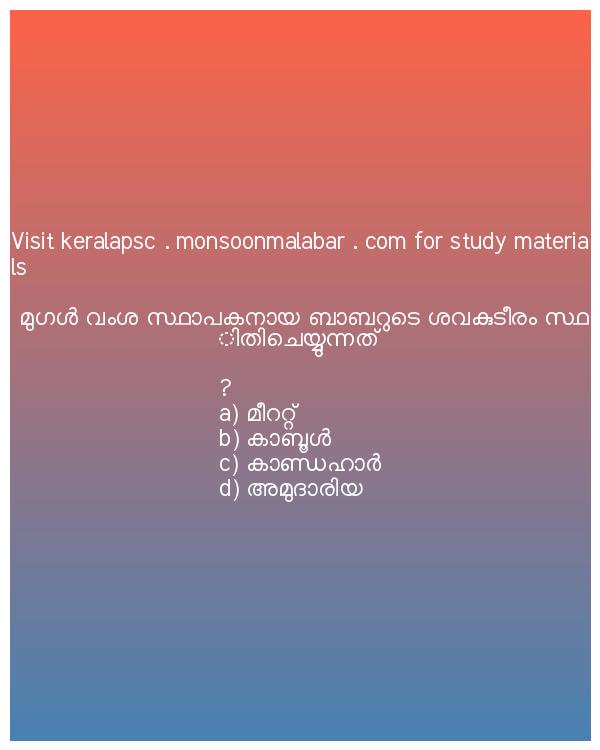 Visit keralapsc . monsoonmalabar . com for study materia
ls
മുഗൾ വംശ സ്ഥാപകനായ ബാബറുടെ ശവകുടീരം സ്ഥ
ിതിചെയ്യുന്നത്
?
a) മീററ്റ്
b) കാബൂൾ
c) കാണ്ഡഹാർ
d) അമുദാരിയ